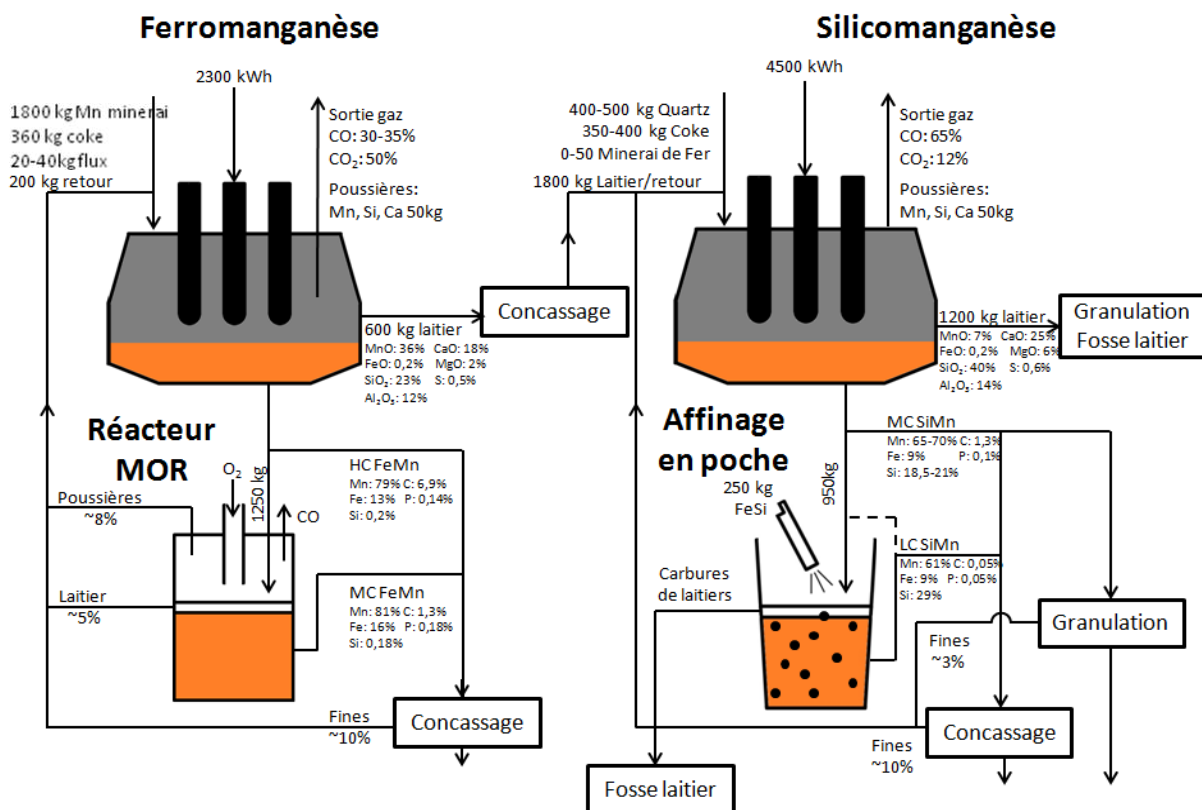 Ferromanganèse
2300 kWh
1800 kg Mn minerai
360 kg coke
20-40kg flux
200 kg retour
Sortie gaz
CO: 30-35%
CO₂: 50%
Poussières:
Mn, Si, Ca 50kg
Concassage
600 kg laitier
MnO: 36% CaO: 18%
FeO: 0,2% MgO: 2%
SiO₂: 23% S: 0,5%
Al₂O₃: 12%
Réacteur
MOR
O₂
CO
1250 kg
Poussières
~8%
Laitier
~5%
HC FeMn
Mn: 79% C: 6,9%
Fe: 13% P: 0,14%
Si: 0,2%
MC FeMn
Mn: 81% C: 1,3%
Fe: 16% P: 0,18%
Si: 0,18%
Fines
~10%
Concassage
Silicomanganèse
4500 kWh
400-500 kg Quartz
350-400 kg Coke
0-50 Minerai de Fer
1800 kg Laitier/retour
Sortie gaz
CO: 65%
CO₂: 12%
Poussières:
Mn, Si, Ca 50kg
1200 kg laitier
MnO: 7% CaO: 25%
FeO: 0,2% MgO: 6%
SiO₂: 40% S: 0,6%
Al₂O₃: 14%
Granulation
Fosse laitier
Affinage
en poche
250 kg
FeSi
950kg
MC SiMn
Mn: 65-70% C: 1,3%
Fe: 9% P: 0,1%
Si: 18,5-21%
LC SiMn
Mn: 61% C: 0,05%
Fe: 9% P: 0,05%
Si: 29%
Carbures
de laitiers
Fines
~3%
Granulation
Fines
~10%
Concassage
Fosse laitier